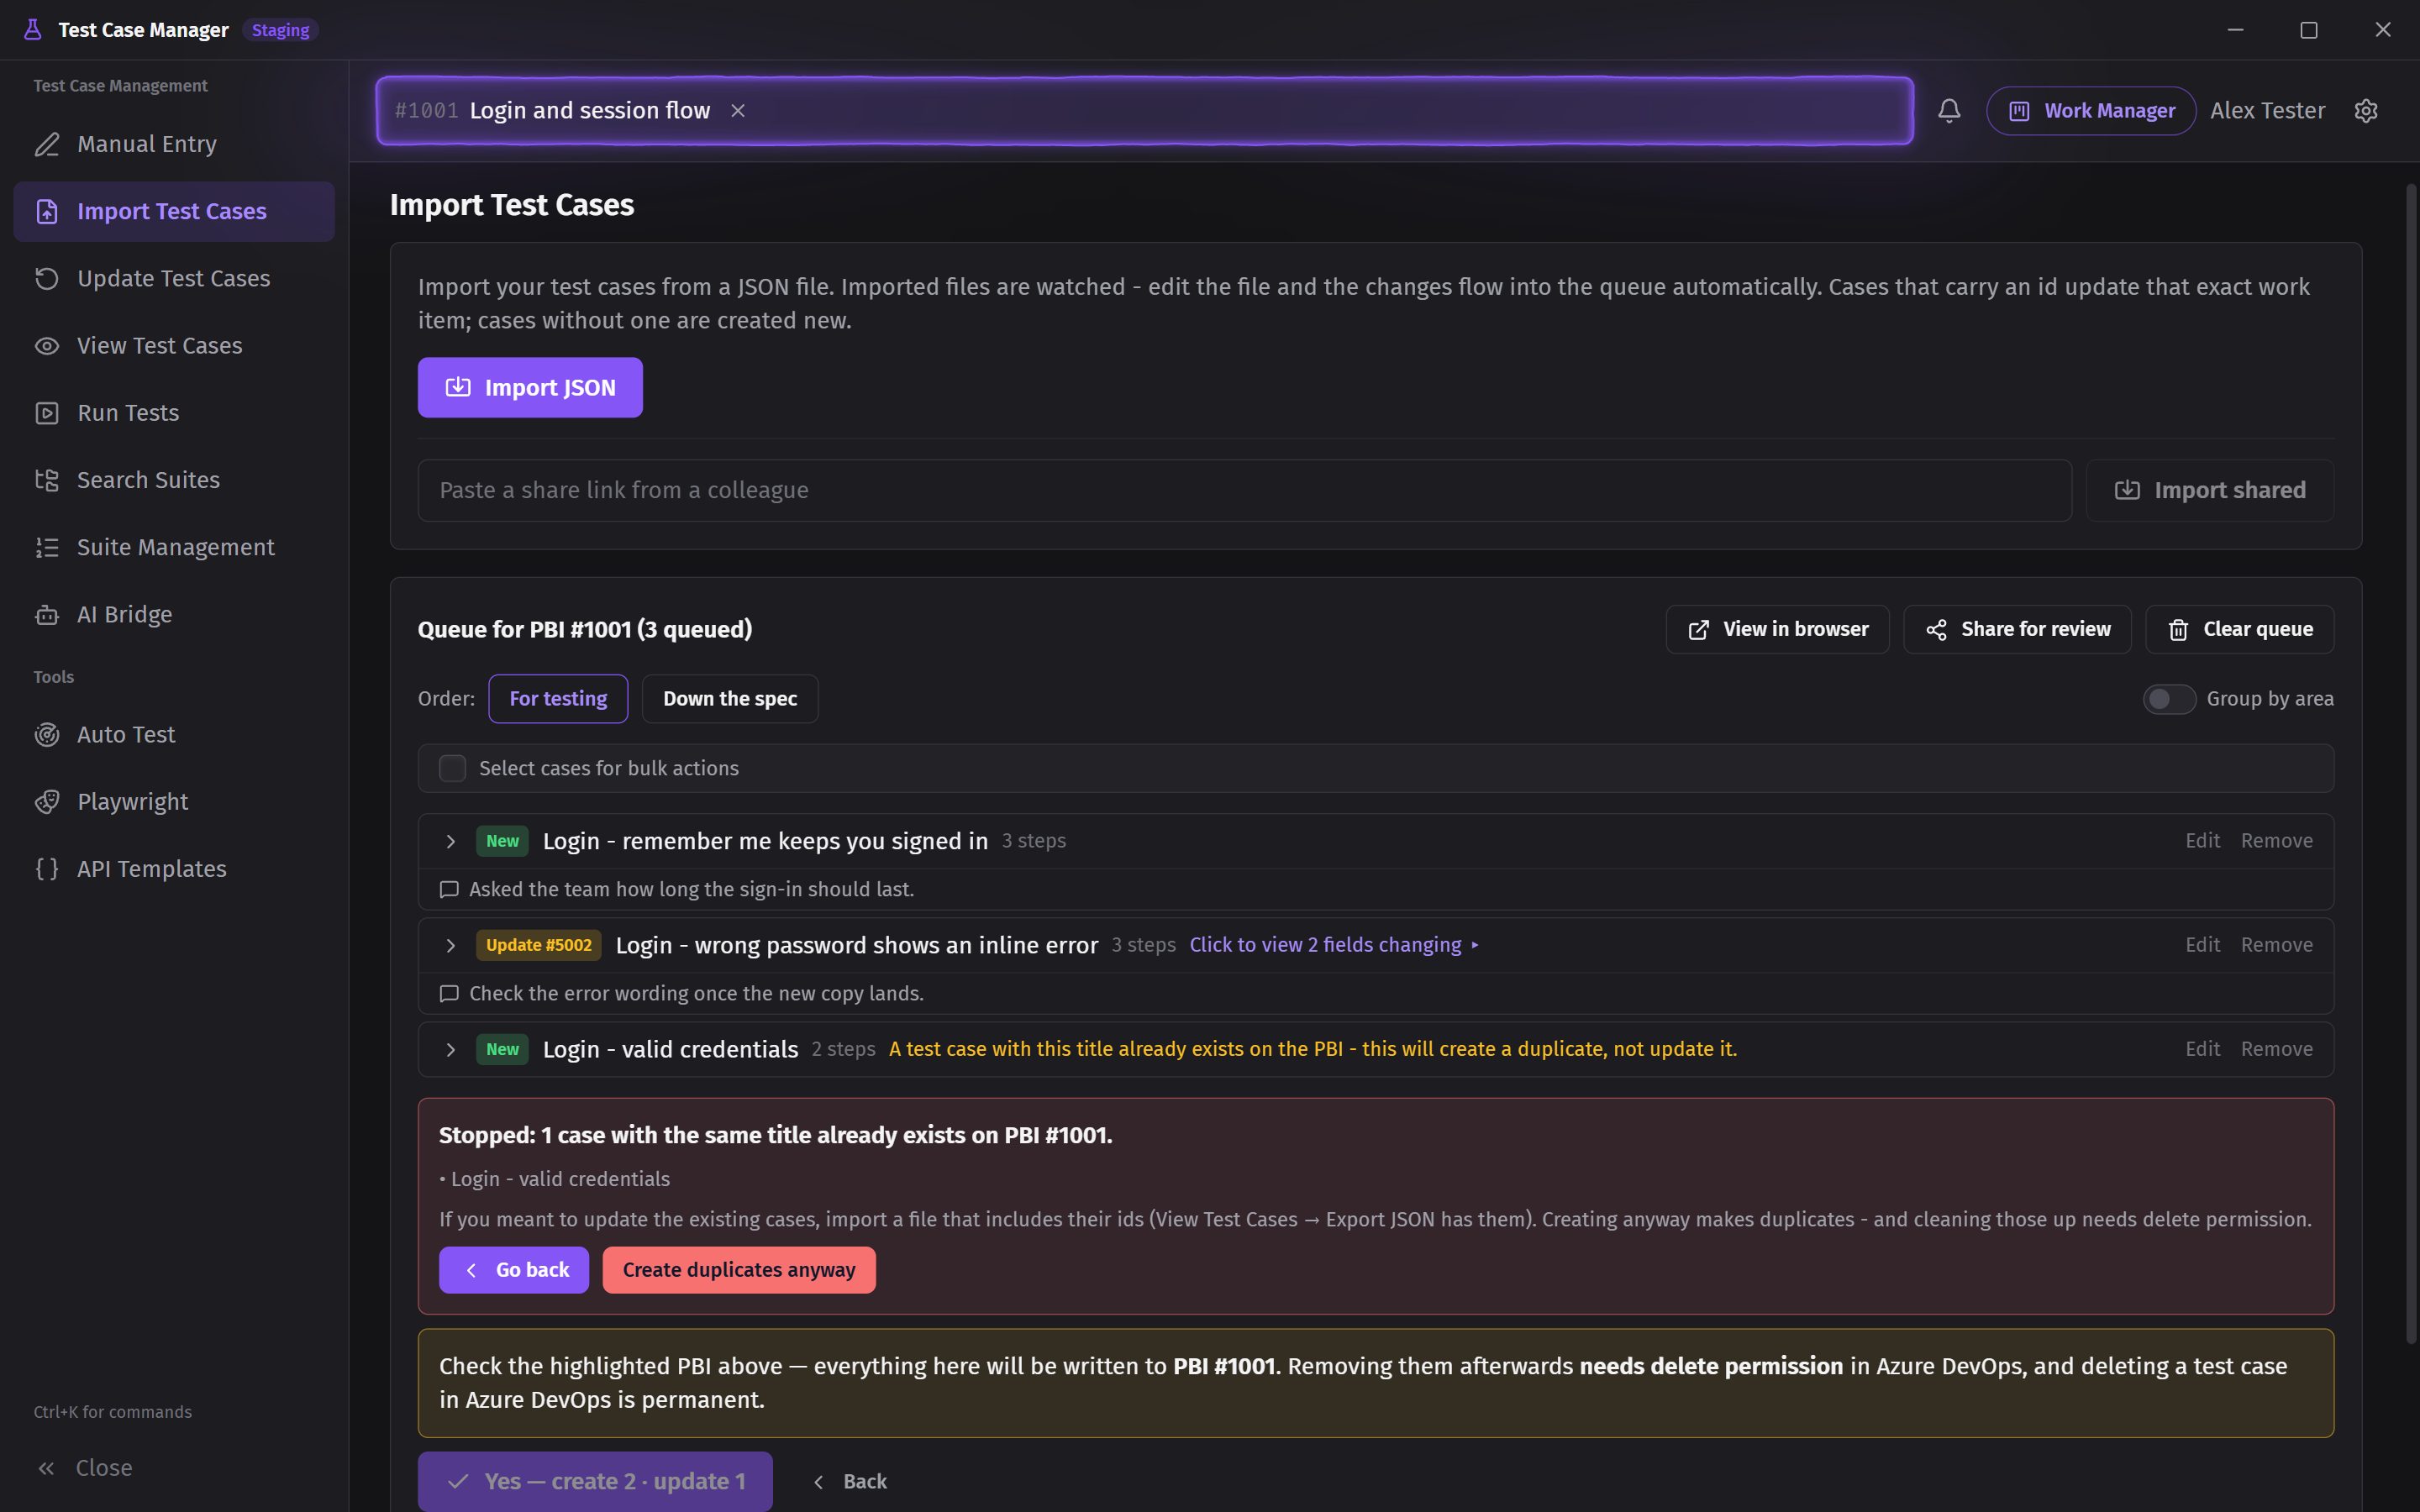 Test Case Manager Staging
Test Case Management
Manual Entry
Import Test Cases
Update Test Cases
View Test Cases
Run Tests
Search Suites
Suite Management
AI Bridge
Tools
Auto Test
Playwright
API Templates
Ctrl+K for commands
Close
#1001 Login and session flow
Work Manager
Alex Tester
Import Test Cases
Import your test cases from a JSON file. Imported files are watched - edit the file and the changes flow into the queue automatically. Cases that carry an id update that exact work
item; cases without one are created new.
Import JSON
Paste a share link from a colleague
Import shared
Queue for PBI #1001 (3 queued)
View in browser
Share for review
Clear queue
Order: For testing Down the spec
Group by area
Select cases for bulk actions
New Login - remember me keeps you signed in 3 steps Edit Remove
Asked the team how long the sign-in should last.
Update #5002 Login - wrong password shows an inline error 3 steps Click to view 2 fields changing ▸ Edit Remove
Check the error wording once the new copy lands.
New Login - valid credentials 2 steps A test case with this title already exists on the PBI - this will create a duplicate, not update it. Edit Remove
Stopped: 1 case with the same title already exists on PBI #1001.
• Login - valid credentials
If you meant to update the existing cases, import a file that includes their ids (View Test Cases → Export JSON has them). Creating anyway makes duplicates - and cleaning those up needs delete permission.
Go back
Create duplicates anyway
Check the highlighted PBI above — everything here will be written to PBI #1001. Removing them afterwards needs delete permission in Azure DevOps, and deleting a test case
in Azure DevOps is permanent.
Yes — create 2 · update 1
Back